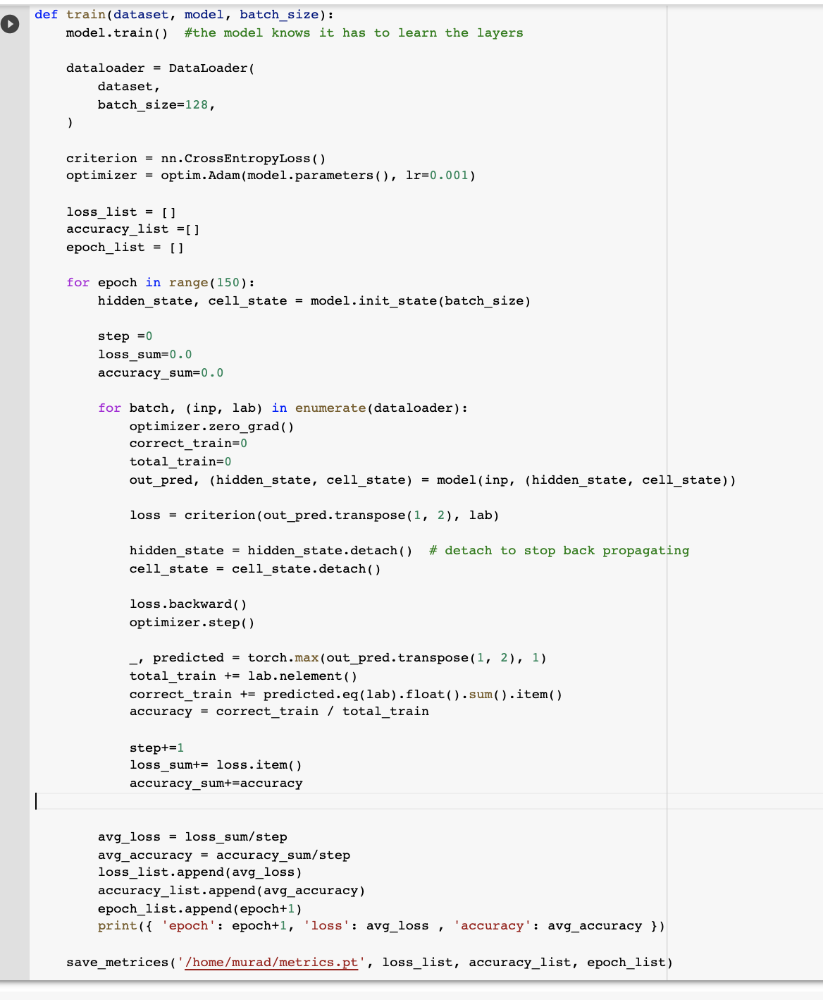 def train(dataset, model, batch_size):
    model.train()  #the model knows it has to learn the layers

    dataloader = DataLoader(
        dataset,
        batch_size=128,
    )

    criterion = nn.CrossEntropyLoss()
    optimizer = optim.Adam(model.parameters(), lr=0.001)

    loss_list = []
    accuracy_list =[]
    epoch_list = []

    for epoch in range(150):
        hidden_state, cell_state = model.init_state(batch_size)

        step =0
        loss_sum=0.0
        accuracy_sum=0.0

        for batch, (inp, lab) in enumerate(dataloader):
            optimizer.zero_grad()
            correct_train=0
            total_train=0
            out_pred, (hidden_state, cell_state) = model(inp, (hidden_state, cell_state))

            loss = criterion(out_pred.transpose(1, 2), lab)

            hidden_state = hidden_state.detach()  # detach to stop back propagating
            cell_state = cell_state.detach()

            loss.backward()
            optimizer.step()

            _, predicted = torch.max(out_pred.transpose(1, 2), 1)
            total_train += lab.nelement()
            correct_train += predicted.eq(lab).float().sum().item()
            accuracy = correct_train / total_train

            step+=1
            loss_sum+= loss.item()
            accuracy_sum+=accuracy


        avg_loss = loss_sum/step
        avg_accuracy = accuracy_sum/step
        loss_list.append(avg_loss)
        accuracy_list.append(avg_accuracy)
        epoch_list.append(epoch+1)
        print({ 'epoch': epoch+1, 'loss': avg_loss , 'accuracy': avg_accuracy })

    save_metrices('/home/murad/metrics.pt', loss_list, accuracy_list, epoch_list)